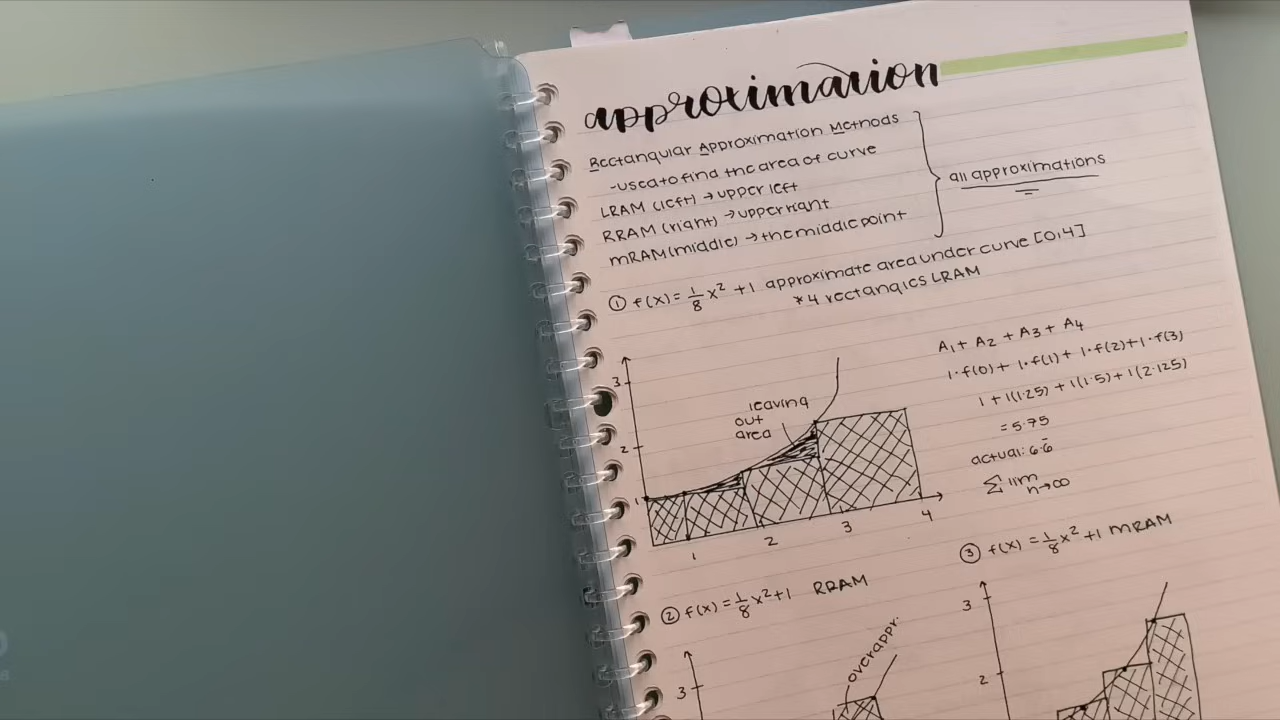 approximation
Rectangular Approximation Methods
-used to find the area of curve
LRAM (left) → upper left
RRAM (right) → upper right
mRAM (middle) → the middle point
all approximations
① f(x) = 1/8 x² + 1 approximate area under curve [0,4]
*4 rectangles LRAM
A₁ + A₂ + A₃ + A₄
1·f(0) + 1·f(1) + 1·f(2) + 1·f(3)
1 + 1(1.25) + 1(1.5) + 1(2.125)
= 5.75
actual: 6.6̄
∑ lim n→∞
3
leaving
out
area
2
1
1 2 3 4
② f(x) = 1/8 x² + 1 RRAM
3
overappr.
③ f(x) = 1/8 x² + 1 mRAM
3
2